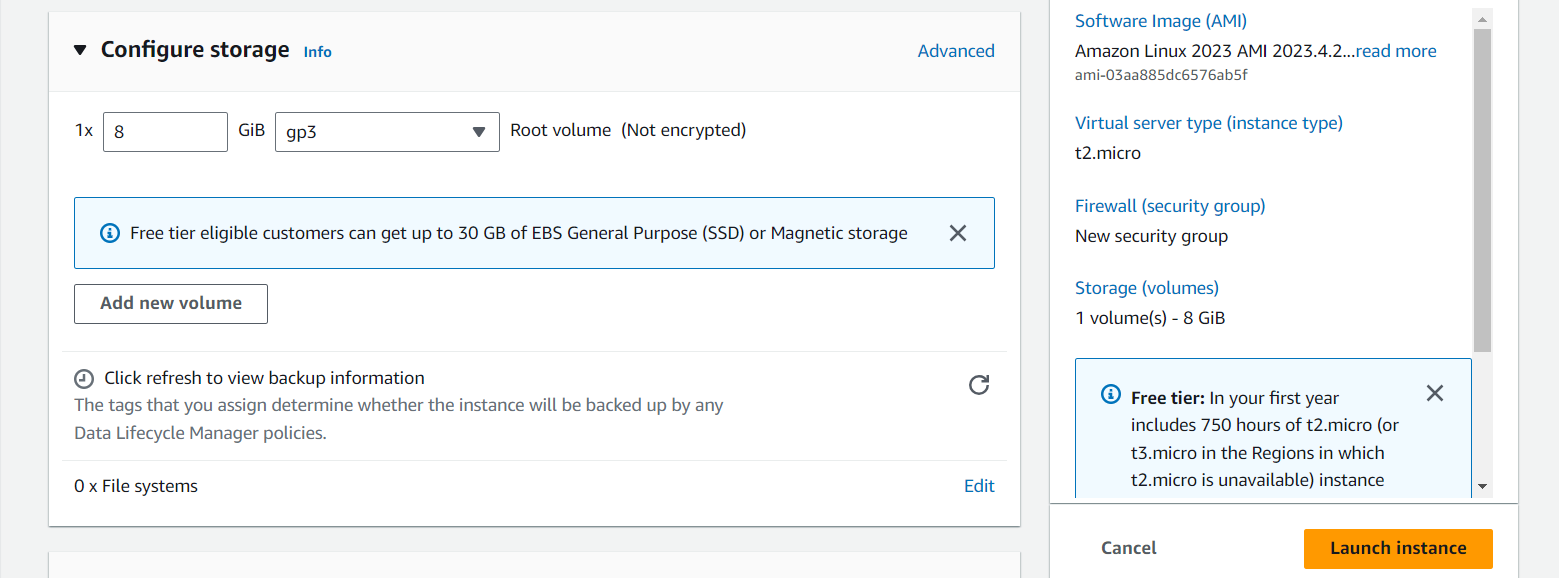 Configure storage Info
Advanced
1x 8 GiB gp3 Root volume (Not encrypted)
Free tier eligible customers can get up to 30 GB of EBS General Purpose (SSD) or Magnetic storage
Add new volume
Click refresh to view backup information
The tags that you assign determine whether the instance will be backed up by any
Data Lifecycle Manager policies.
0 x File systems
Edit
Software Image (AMI)
Amazon Linux 2023 AMI 2023.4.2...read more
ami-03aa885dc6576ab5f
Virtual server type (instance type)
t2.micro
Firewall (security group)
New security group
Storage (volumes)
1 volume(s) - 8 GiB
Free tier: In your first year
includes 750 hours of t2.micro (or
t3.micro in the Regions in which
t2.micro is unavailable) instance
Cancel
Launch instance